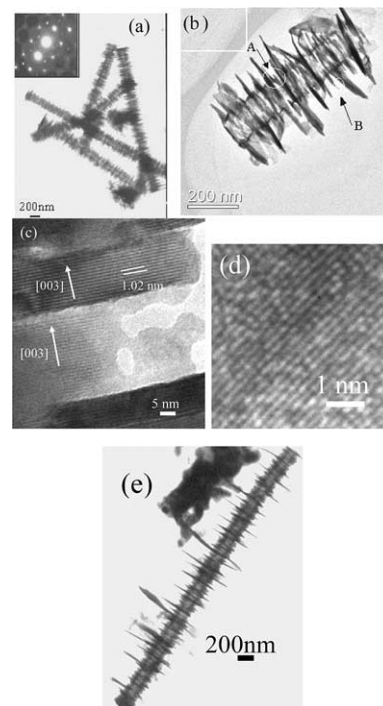 (a)
200nm
(b)
A
B
200 nm
(c)
[003]
1.02 nm
[003]
5 nm
(d)
1 nm
(e)
200nm